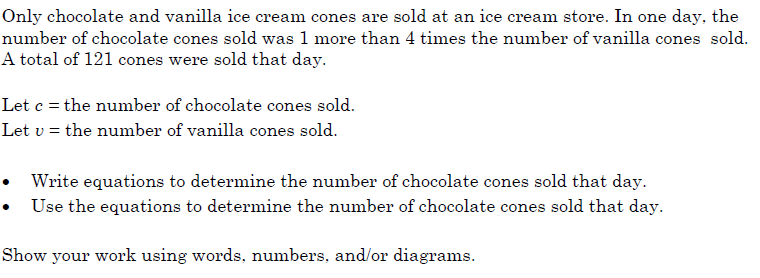 Only chocolate and vanilla ice cream cones are sold at an ice cream store. In one day, the
number of chocolate cones sold was 1 more than 4 times the number of vanilla cones sold.
A total of 121 cones were sold that day.
Let c = the number of chocolate cones sold.
Let v = the number of vanilla cones sold.
• Write equations to determine the number of chocolate cones sold that day.
• Use the equations to determine the number of chocolate cones sold that day.
Show your work using words, numbers, and/or diagrams.